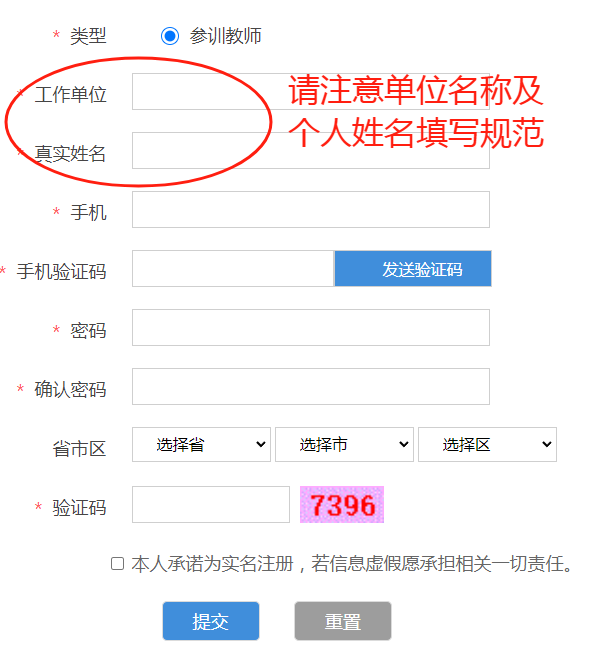 * 类型 参训教师
* 工作单位
请注意单位名称及
个人姓名填写规范
* 真实姓名
* 手机
* 手机验证码 发送验证码
* 密码
* 确认密码
省市区 选择省 选择市 选择区
* 验证码 7396
本人承诺为实名注册，若信息虚假愿承担相关一切责任。
提交 重置